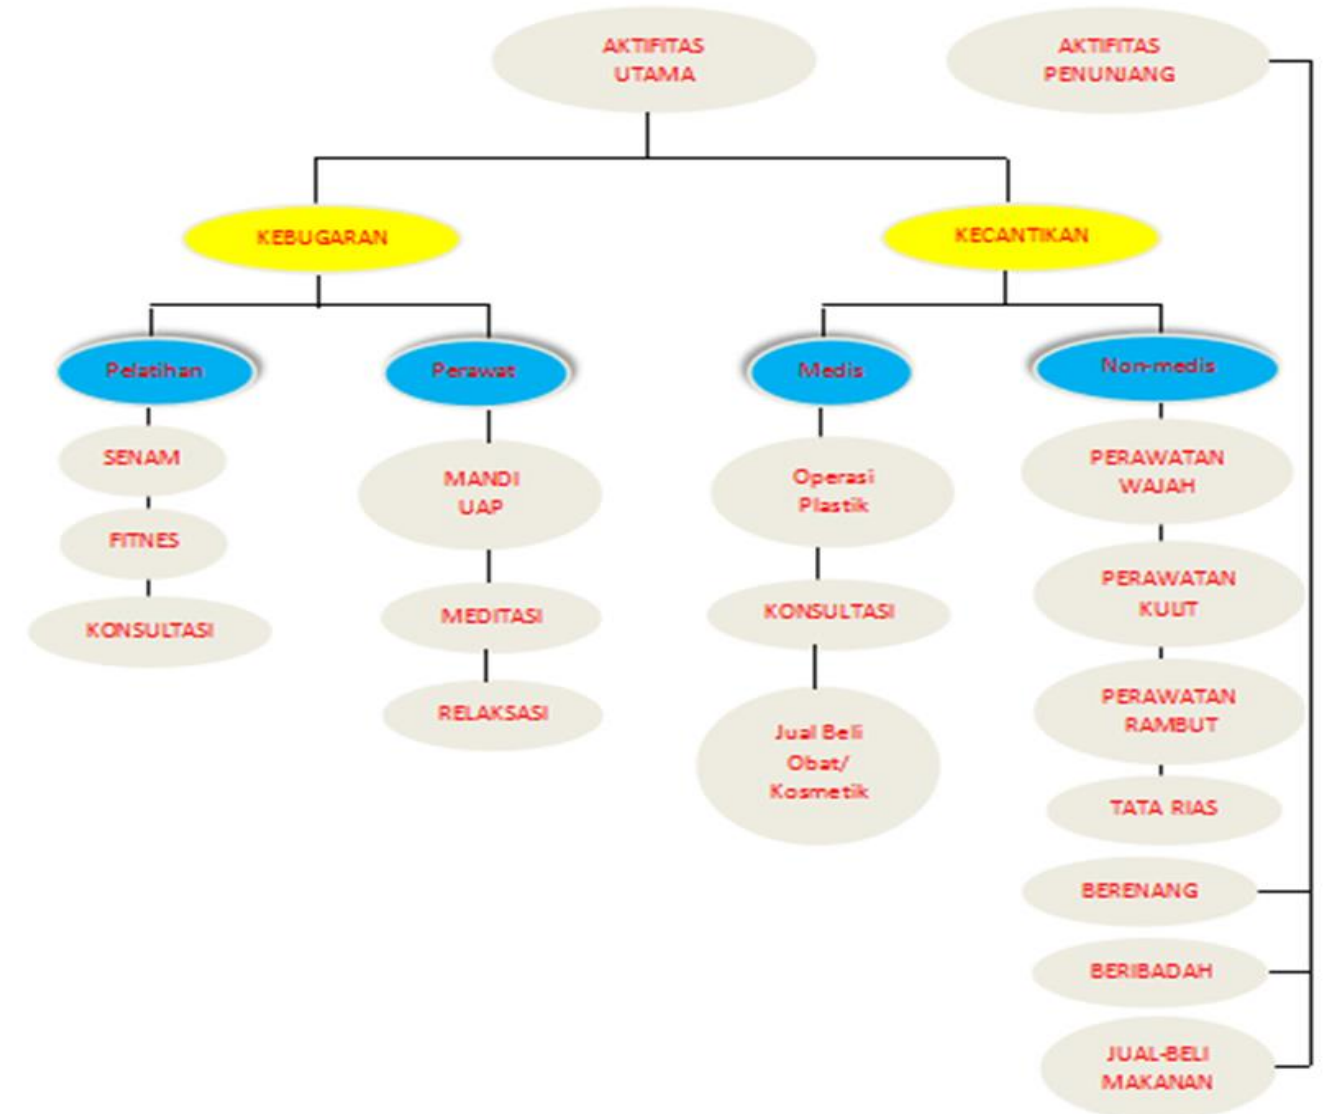 AKTIFITAS
UTAMA
AKTIFITAS
PENUNJANG
KEBUGARAN
KECANTIKAN
Pelatihan
Perawat
Medis
Non-medis
SENAM
FITNES
KONSULTASI
MANDI
UAP
MEDITASI
RELAKSASI
Operasi
Plastik
KONSULTASI
Jual Beli
Obat/
Kosmetik
PERAWATAN
WAJAH
PERAWATAN
KULIT
PERAWATAN
RAMBUT
TATA RIAS
BERENANG
BERIBADAH
JUAL-BELI
MAKANAN